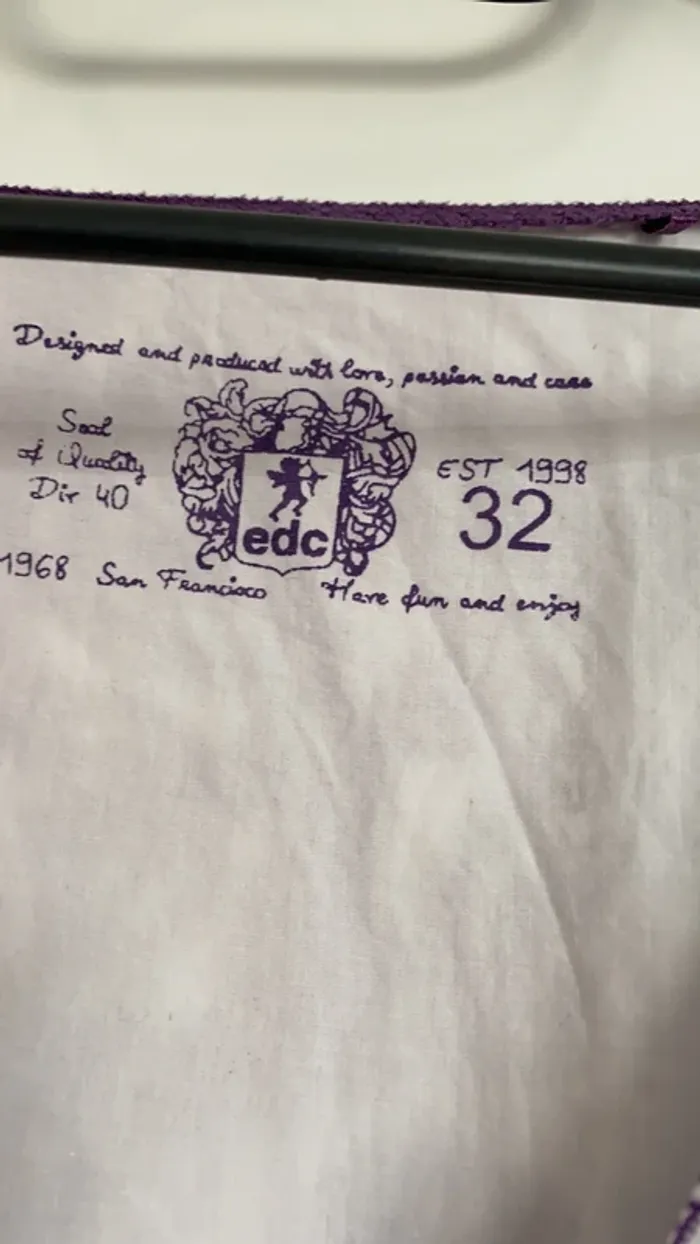 Designed and produced with love, passion and care
Seal
of Quality
Div 40
edc
EST 1998
32
1968 San Francisco Have fun and enjoy